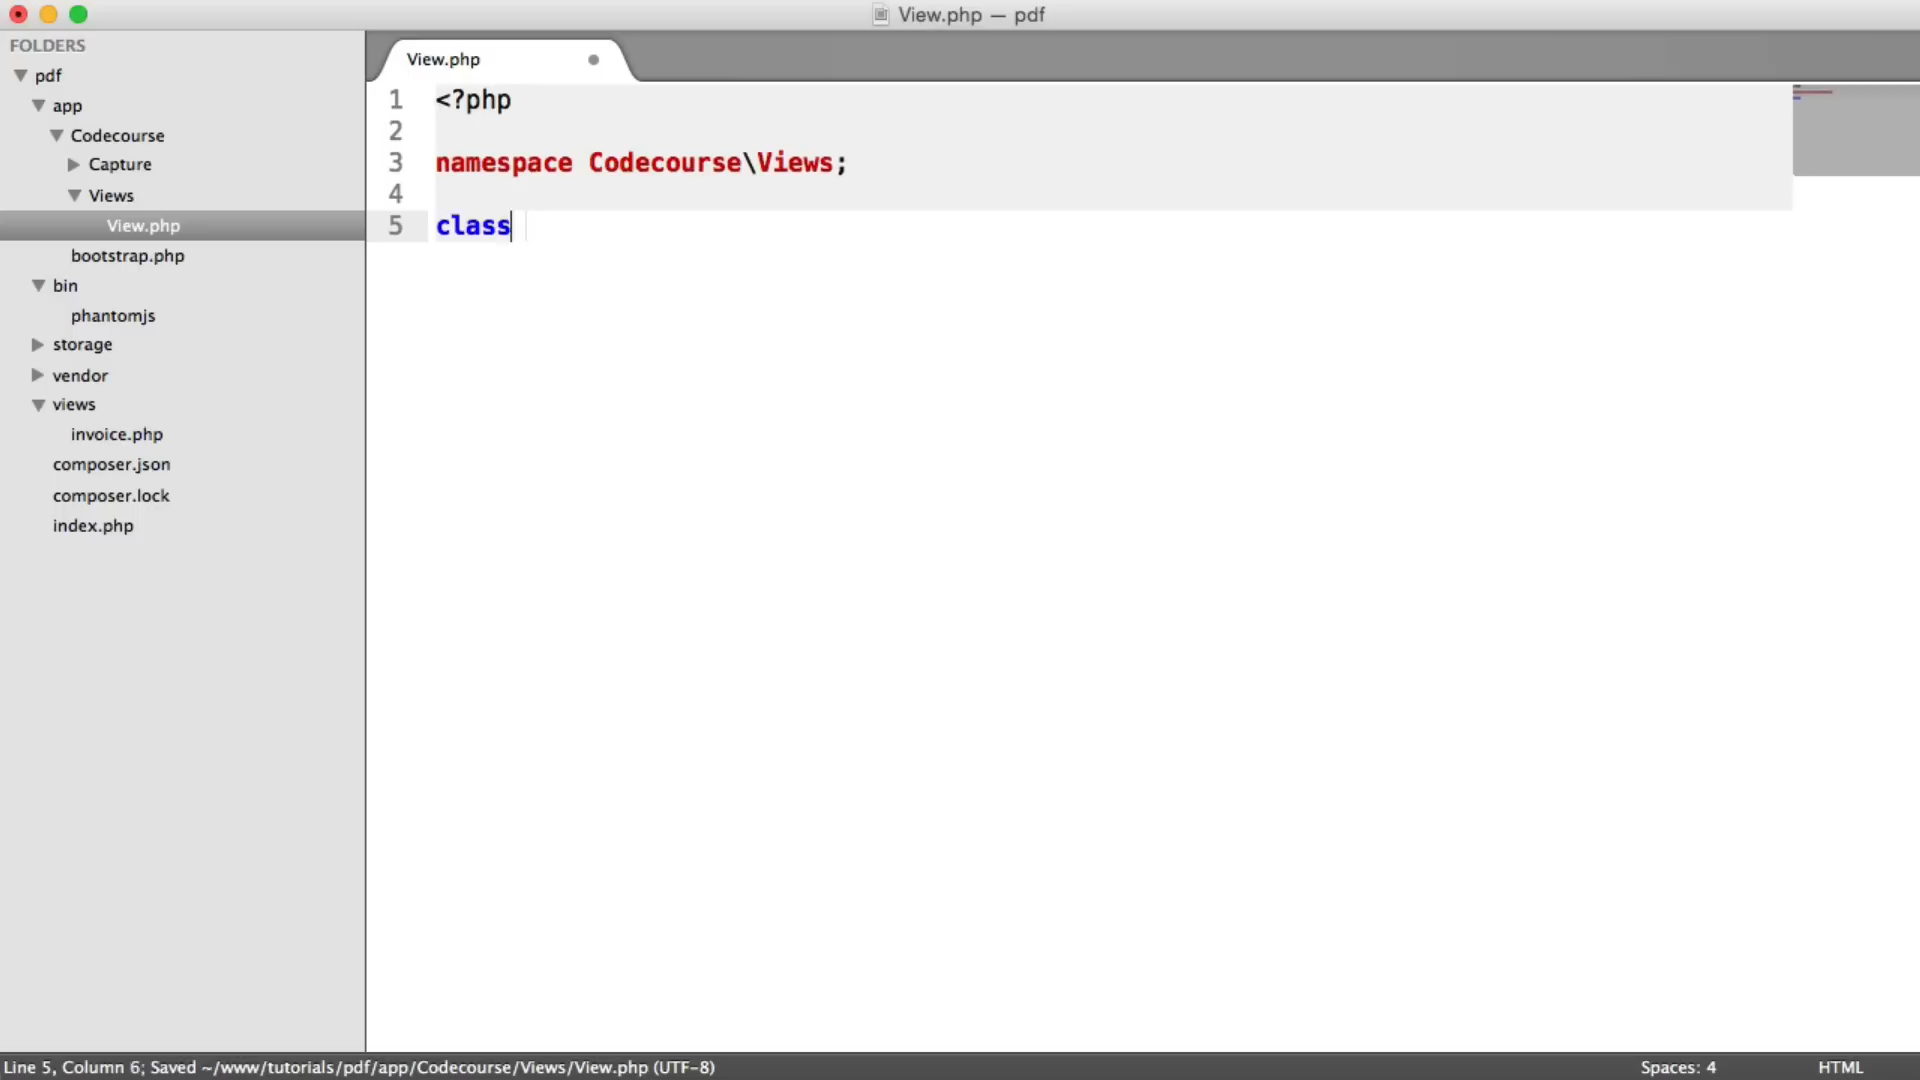 View.php — pdf
FOLDERS
pdf
app
Codecourse
Capture
Views
View.php
bootstrap.php
bin
phantomjs
storage
vendor
views
invoice.php
composer.json
composer.lock
index.php
View.php
1 <?php
2
3 namespace Codecourse\Views;
4
5 class
Line 5, Column 6; Saved ~/www/tutorials/pdf/app/Codecourse/Views/View.php (UTF-8)
Spaces: 4
HTML